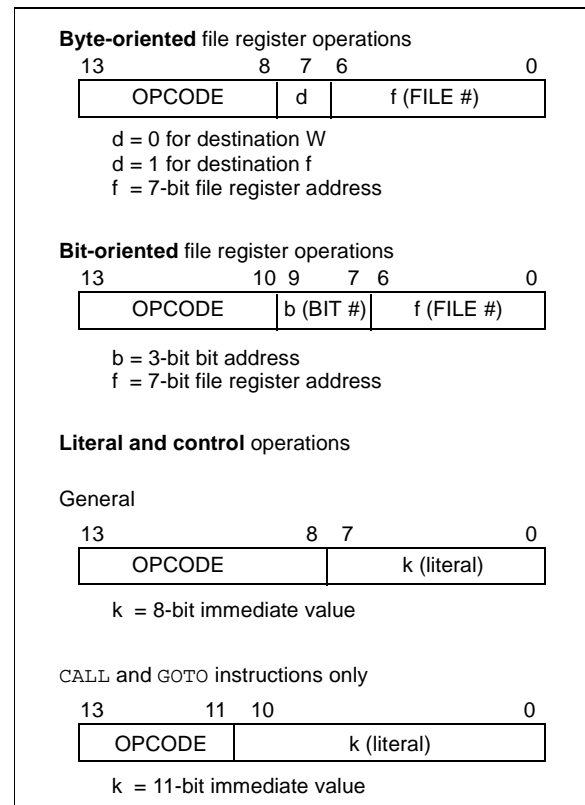 Byte-oriented file register operations
13 8 7 6 0
OPCODE d f (FILE #)
d = 0 for destination W
d = 1 for destination f
f = 7-bit file register address
Bit-oriented file register operations
13 10 9 7 6 0
OPCODE b (BIT #) f (FILE #)
b = 3-bit bit address
f = 7-bit file register address
Literal and control operations
General
13 8 7 0
OPCODE k (literal)
k = 8-bit immediate value
CALL and GOTO instructions only
13 11 10 0
OPCODE k (literal)
k = 11-bit immediate value